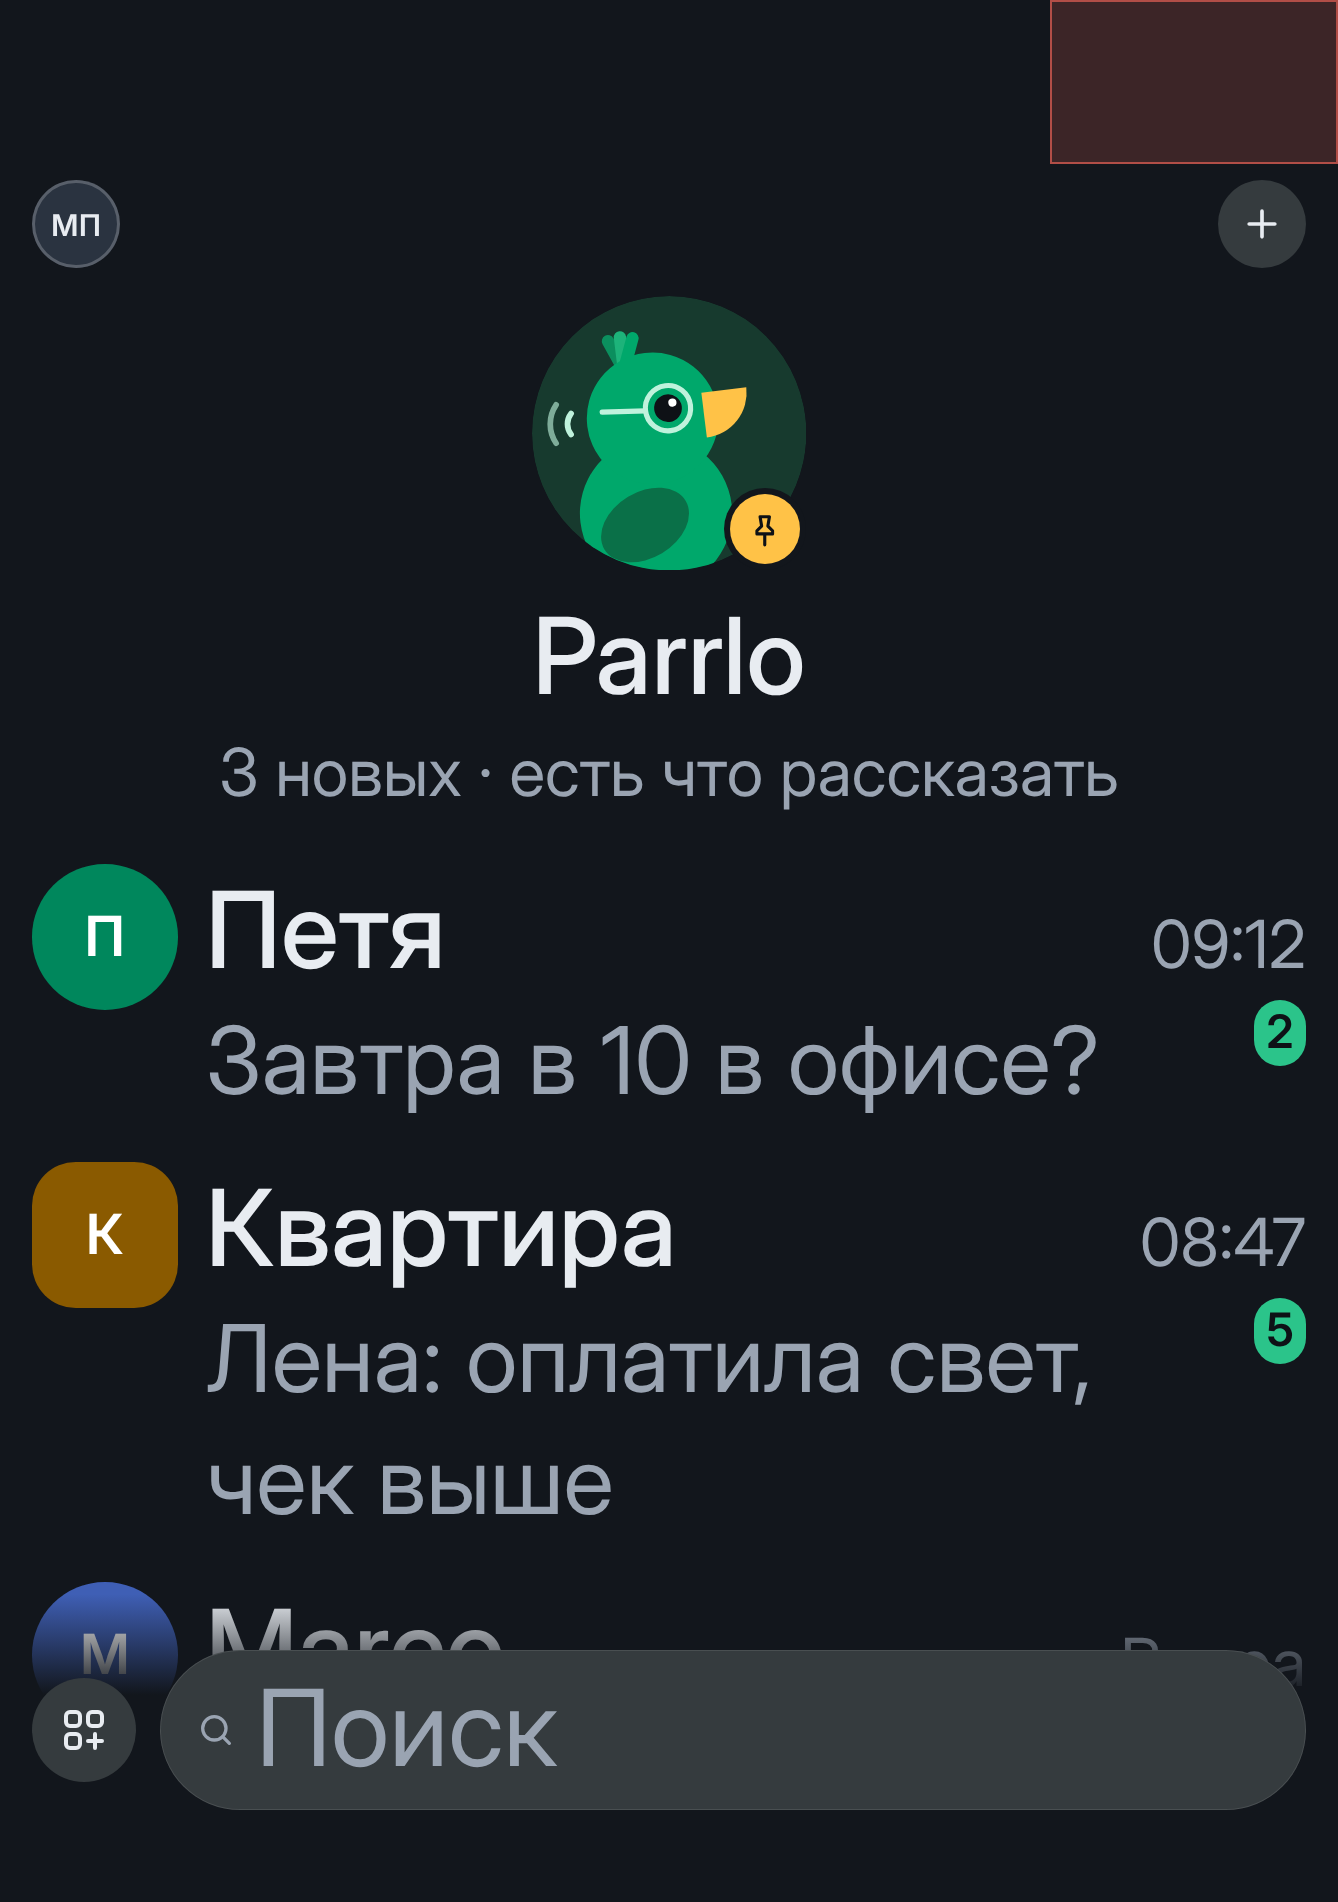 МП
Parrlo
3 новых · есть что рассказать
П
Петя
09:12
Завтра в 10 в офисе?
2
К
Квартира
08:47
Лена: оплатила свет,
5
чек выше
М
Поиск